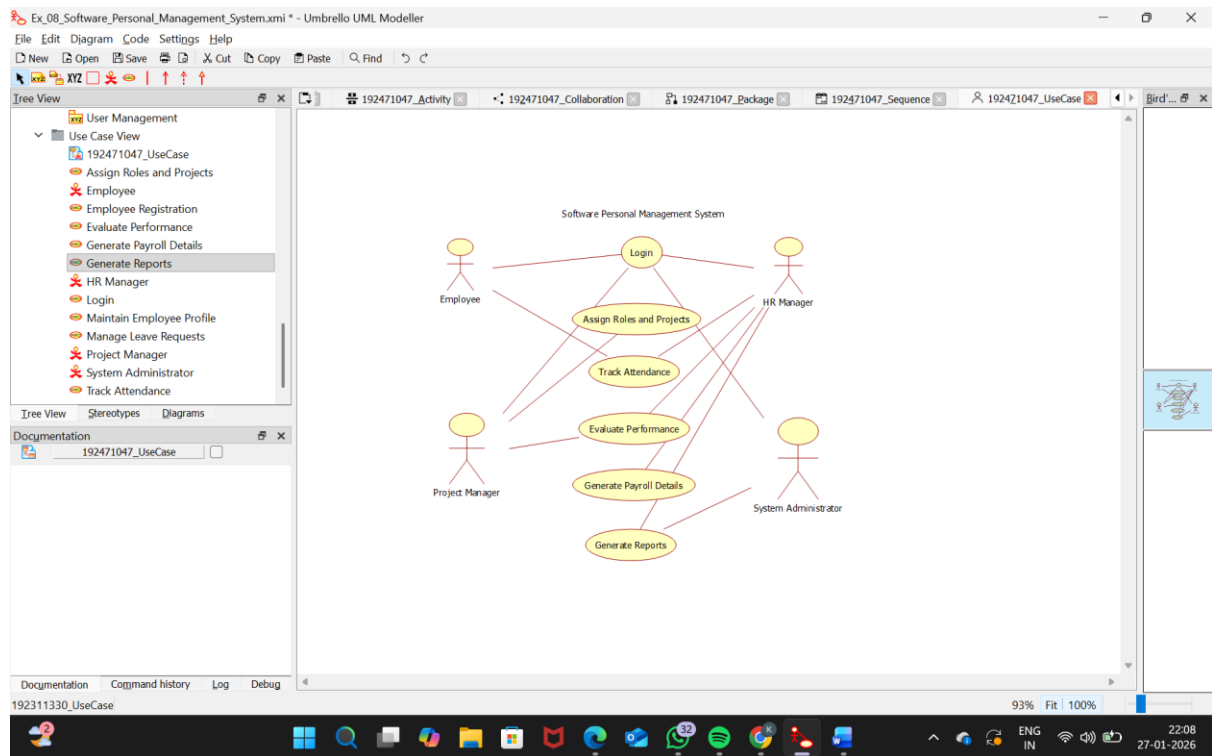 Ex_08_Software_Personal_Management_System.xmi * - Umbrello UML Modeller
File Edit Diagram Code Settings Help
New Open Save Cut Copy Paste Find
XYZ
Tree View
192471047_Activity 192471047_Collaboration 192471047_Package 192471047_Sequence 192471047_UseCase
Bird'...
User Management
Use Case View
192471047_UseCase
Assign Roles and Projects
Employee
Employee Registration
Evaluate Performance
Generate Payroll Details
Generate Reports
HR Manager
Login
Maintain Employee Profile
Manage Leave Requests
Project Manager
System Administrator
Track Attendance
Tree View Stereotypes Diagrams
Documentation
192471047_UseCase
Documentation Command history Log Debug
Software Personal Management System
Login
Employee
HR Manager
Assign Roles and Projects
Track Attendance
Evaluate Performance
Generate Payroll Details
Project Manager
System Administrator
Generate Reports
192311330_UseCase
93% Fit 100%
2
32
K
ENG
IN
22:08
27-01-2026